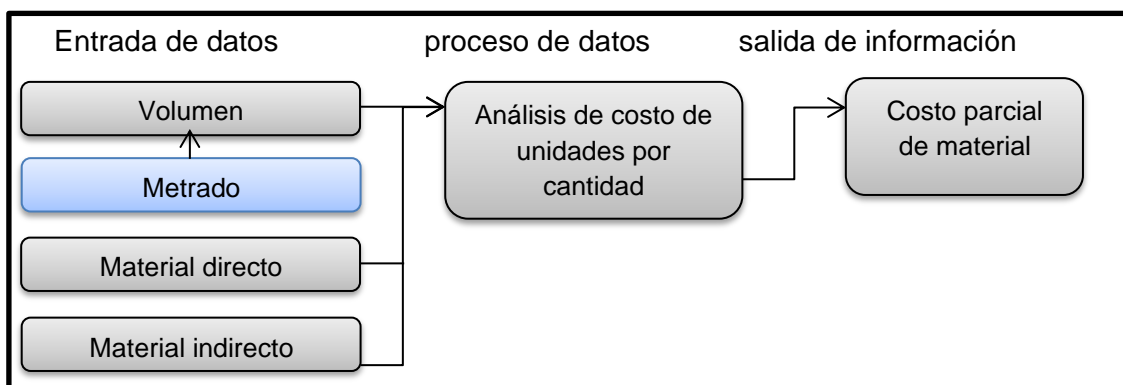 Entrada de datos
proceso de datos
salida de información
Volumen
Metrado
Material directo
Material indirecto
Análisis de costo de
unidades por
cantidad
Costo parcial
de material